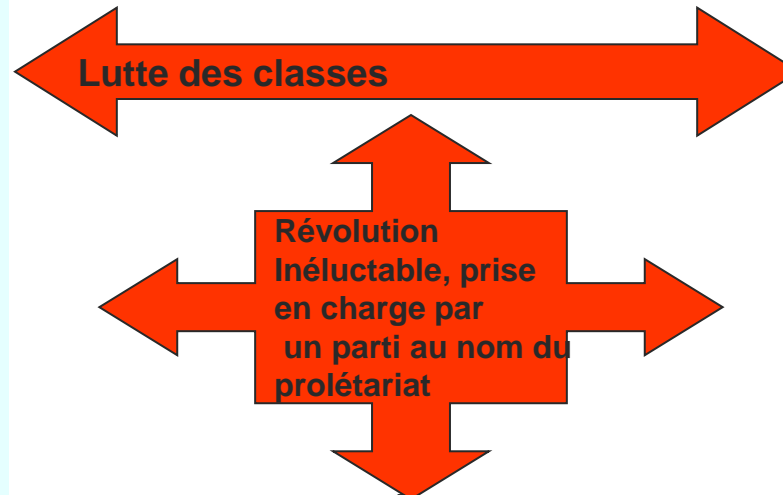 Lutte des classes
Révolution
Inéluctable, prise
en charge par
un parti au nom du
prolétariat